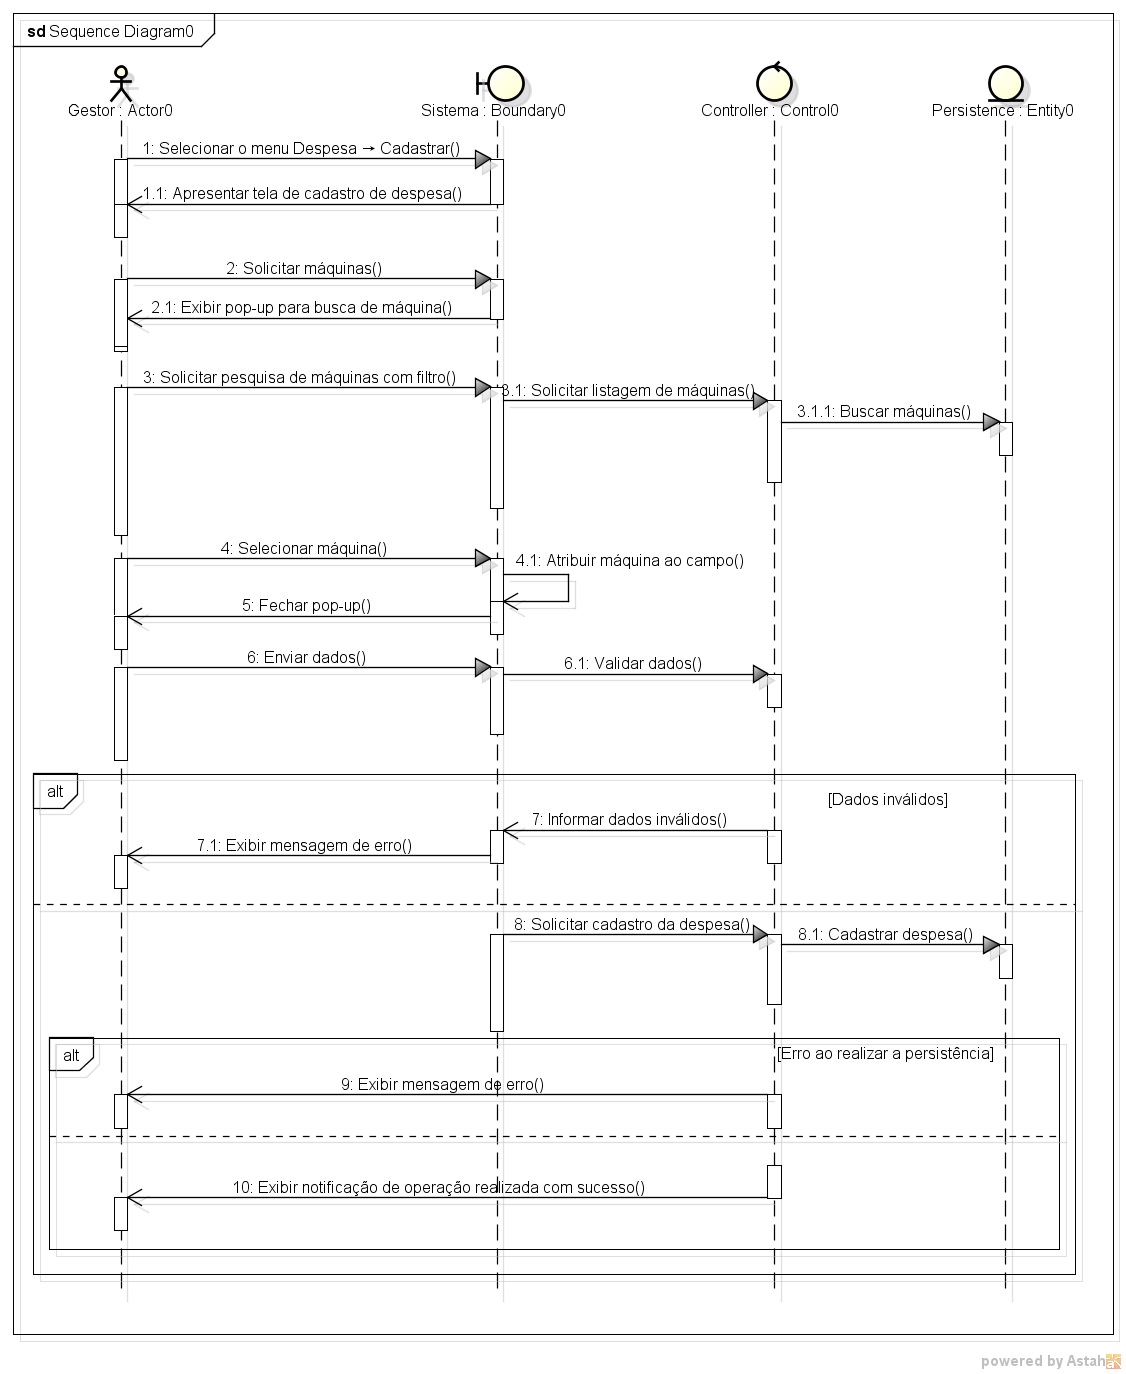 sd Sequence Diagram0
Gestor : Actor0
Sistema : Boundary0
Controller : Control0
Persistence : Entity0
1: Selecionar o menu Despesa → Cadastrar()
1.1: Apresentar tela de cadastro de despesa()
2: Solicitar máquinas()
2.1: Exibir pop-up para busca de máquina()
3: Solicitar pesquisa de máquinas com filtro()
3.1: Solicitar listagem de máquinas()
3.1.1: Buscar máquinas()
4: Selecionar máquina()
4.1: Atribuir máquina ao campo()
5: Fechar pop-up()
6: Enviar dados()
6.1: Validar dados()
alt
[Dados inválidos]
7: Informar dados inválidos()
7.1: Exibir mensagem de erro()
8: Solicitar cadastro da despesa()
8.1: Cadastrar despesa()
alt
[Erro ao realizar a persistência]
9: Exibir mensagem de erro()
10: Exibir notificação de operação realizada com sucesso()
powered by Astah